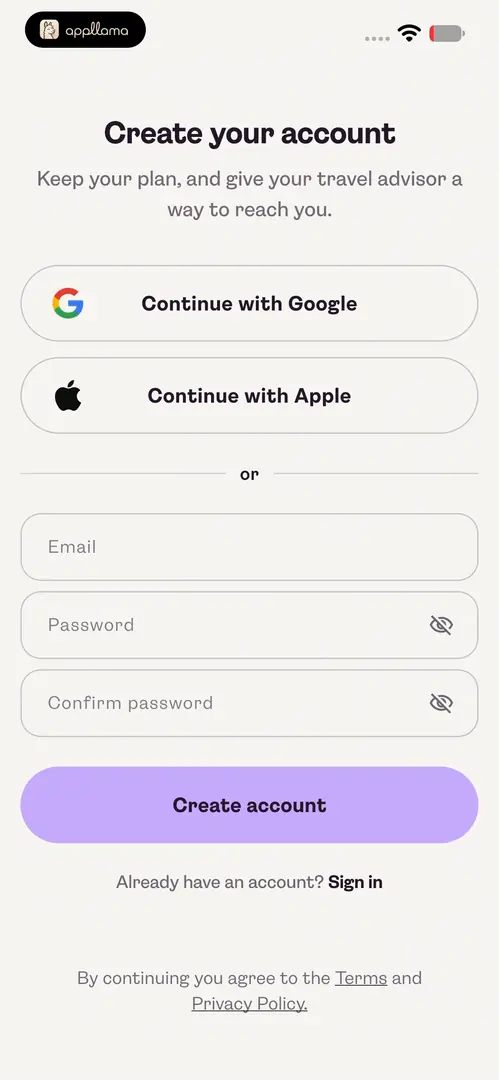 appllama
Create your account
Keep your plan, and give your travel advisor a
way to reach you.
Continue with Google
Continue with Apple
or
Email
Password
Confirm password
Create account
Already have an account? Sign in
By continuing you agree to the Terms and
Privacy Policy.